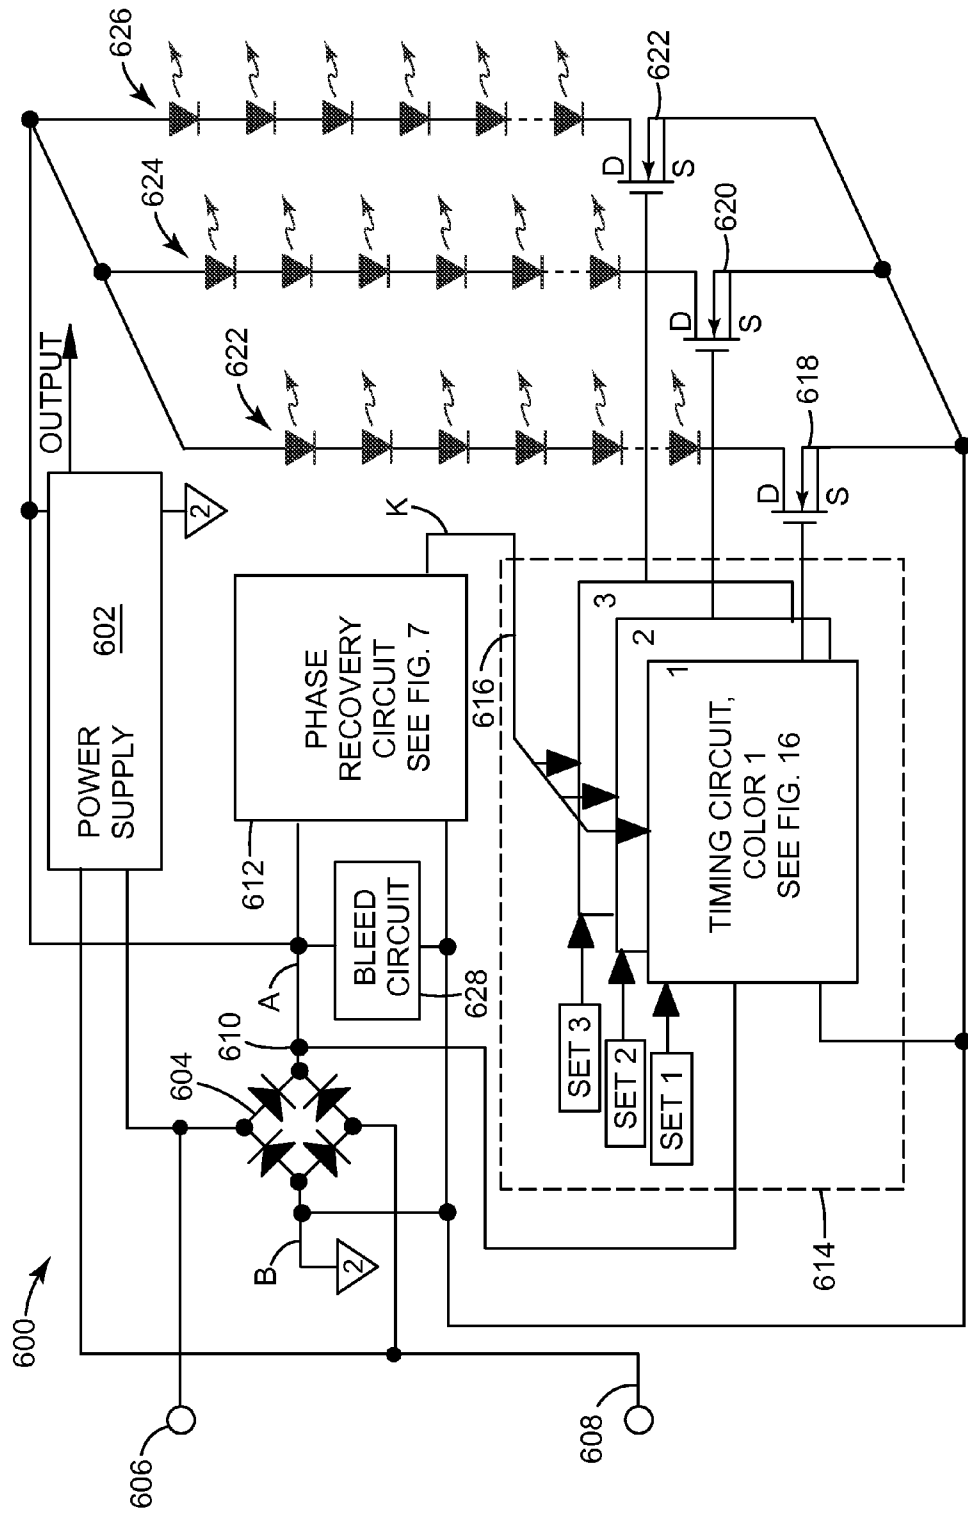 600
606
608
604
610
A
B
2
POWER
SUPPLY
602
OUTPUT
2
612
PHASE
RECOVERY
CIRCUIT
SEE FIG. 7
BLEED
CIRCUIT
628
K
616
614
SET 3
SET 2
SET 1
3
2
1
TIMING CIRCUIT,
COLOR 1
SEE FIG. 16
626
624
622
D
S
622
D
S
620
D
S
618